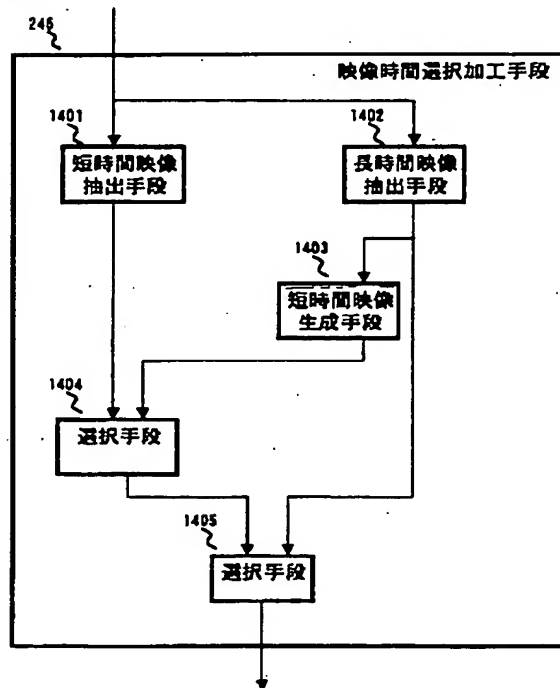 246
映像時間選択加工手段
1401
短時間映像
抽出手段
1402
長時間映像
抽出手段
1403
短時間映像
生成手段
1404
選択手段
1405
選択手段